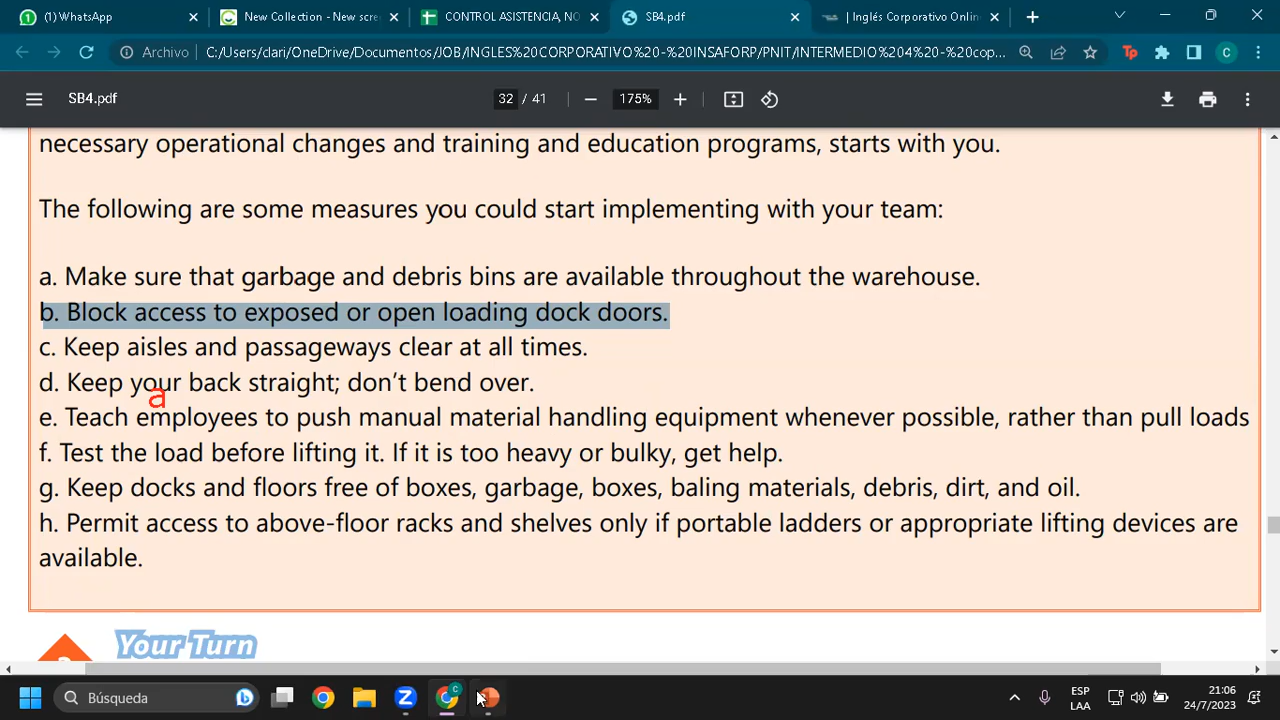 (1) WhatsApp
New Collection - New scre
CONTROL ASISTENCIA, NO
SB4.pdf
| Inglés Corporativo Onlin
Archivo
C:/Users/clari/OneDrive/Documentos/JOB/INGLES%20CORPORATIVO%20-%20INSAFORP/PNIT/INTERMEDIO%204%20-%20cop...
C
SB4.pdf
32 / 41
175%
necessary operational changes and training and education programs, starts with you.
The following are some measures you could start implementing with your team:
a. Make sure that garbage and debris bins are available throughout the warehouse.
b. Block access to exposed or open loading dock doors.
c. Keep aisles and passageways clear at all times.
d. Keep your back straight; don't bend over.
a
e. Teach employees to push manual material handling equipment whenever possible, rather than pull loads
f. Test the load before lifting it. If it is too heavy or bulky, get help.
g. Keep docks and floors free of boxes, garbage, boxes, baling materials, debris, dirt, and oil.
h. Permit access to above-floor racks and shelves only if portable ladders or appropriate lifting devices are
available.
Your Turn
Búsqueda
ESP
LAA
21:06
24/7/2023